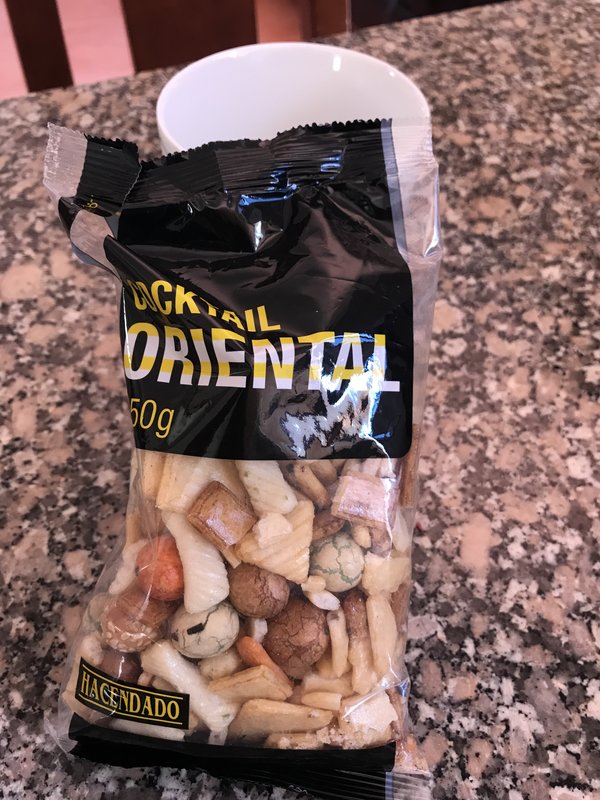 COCKTAIL
ORIENTAL
50g
HACENDADO